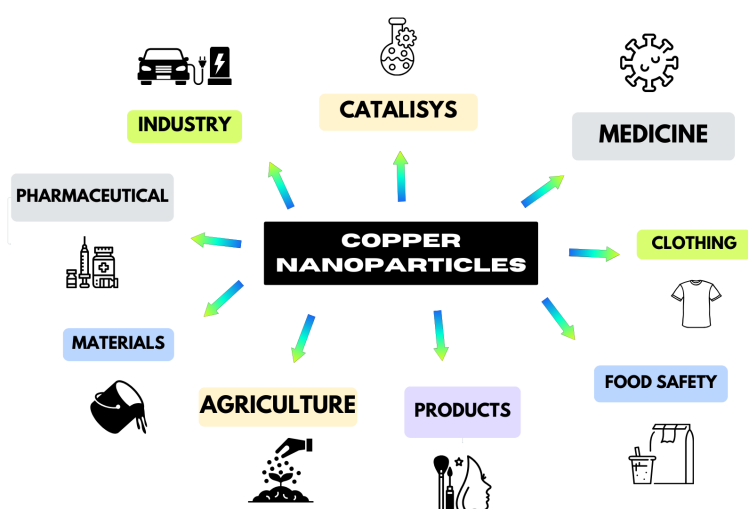 INDUSTRY
CATALISYS
MEDICINE
PHARMACEUTICAL
COPPER
NANOPARTICLES
CLOTHING
MATERIALS
AGRICULTURE
PRODUCTS
FOOD SAFETY